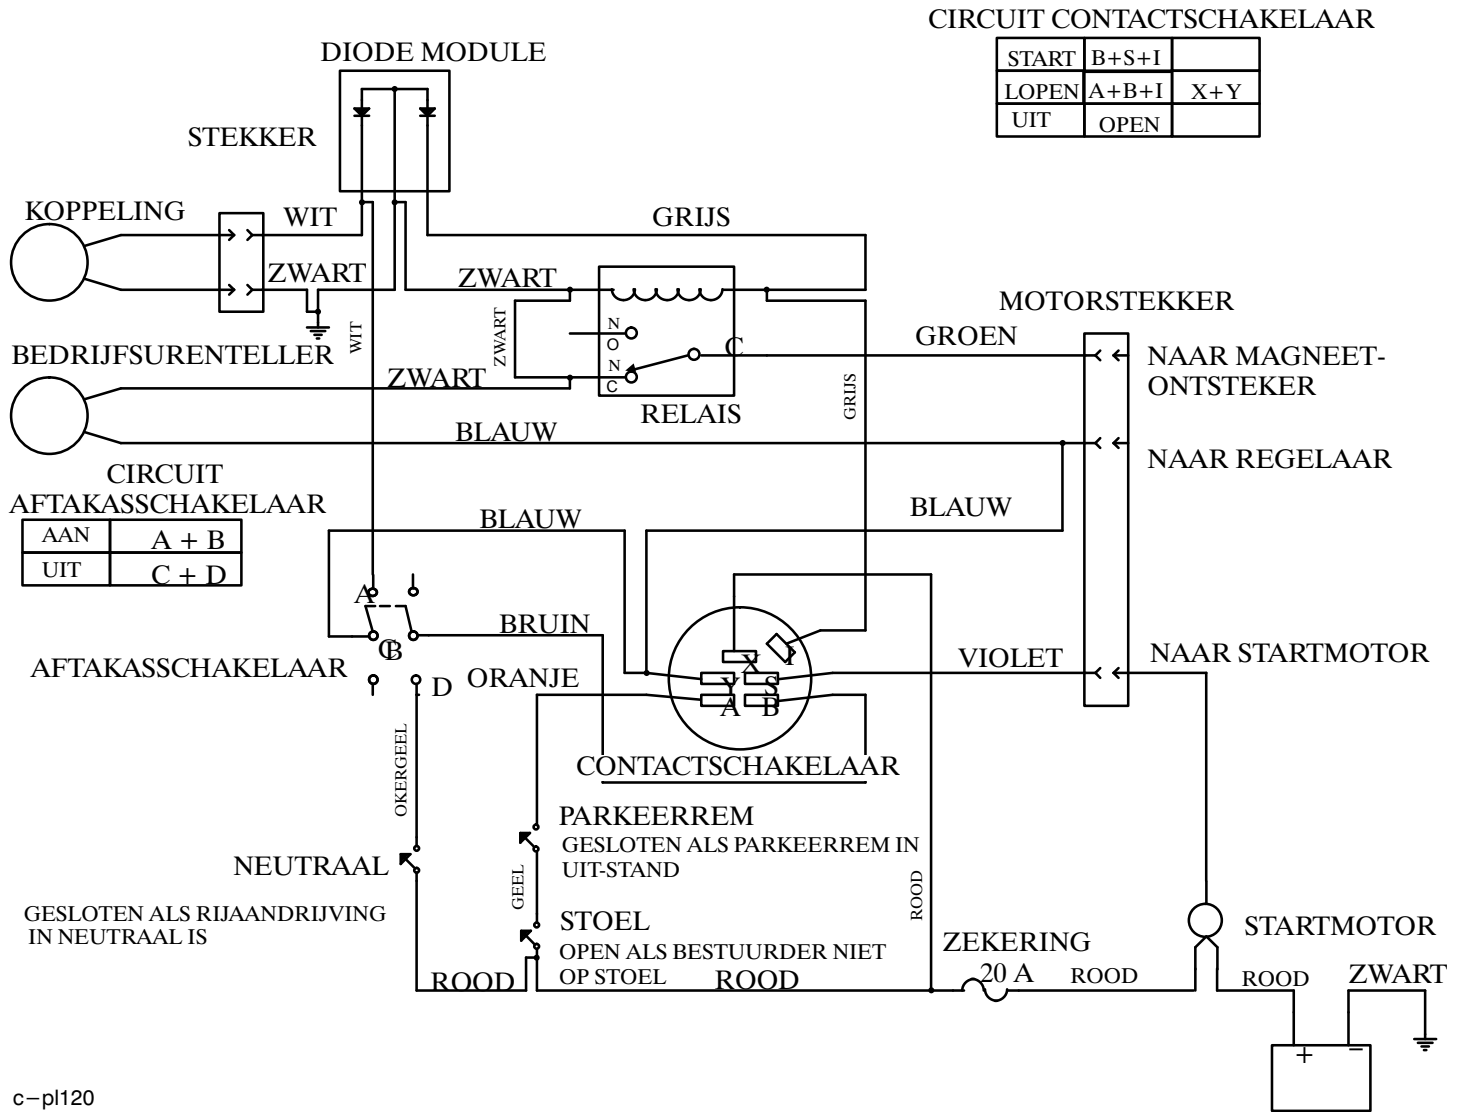 CIRCUIT CONTACTSCHAKELAAR
START B+S+I
LOPEN A+B+I X+Y
UIT OPEN
DIODE MODULE
STEKKER
KOPPELING
WIT
GRIJS
ZWART
ZWART
MOTORSTEKKER
WIT
ZWART
N
O
N
C
C
GROEN
BEDRIJFSURENTELLER
NAAR MAGNEET-
ONTSTEKER
ZWART
GRIJS
RELAIS
BLAUW
NAAR REGELAAR
CIRCUIT
AFTAKASSCHAKELAAR
AAN A + B
UIT C + D
BLAUW
BLAUW
A
C
B
BRUIN
AFTAKASSCHAKELAAR
D
ORANJE
X
I
Y
S
A
B
VIOLET
NAAR STARTMOTOR
CONTACTSCHAKELAAR
OKERGEEL
PARKEERREM
GESLOTEN ALS PARKEERREM IN
UIT-STAND
NEUTRAAL
GEEL
ROOD
GESLOTEN ALS RIJAANDRIJVING
IN NEUTRAAL IS
STOEL
OPEN ALS BESTUURDER NIET
OP STOEL
ROOD
ROOD
ZEKERING
20 A
ROOD
STARTMOTOR
ROOD
ZWART
+
−
c−pl120